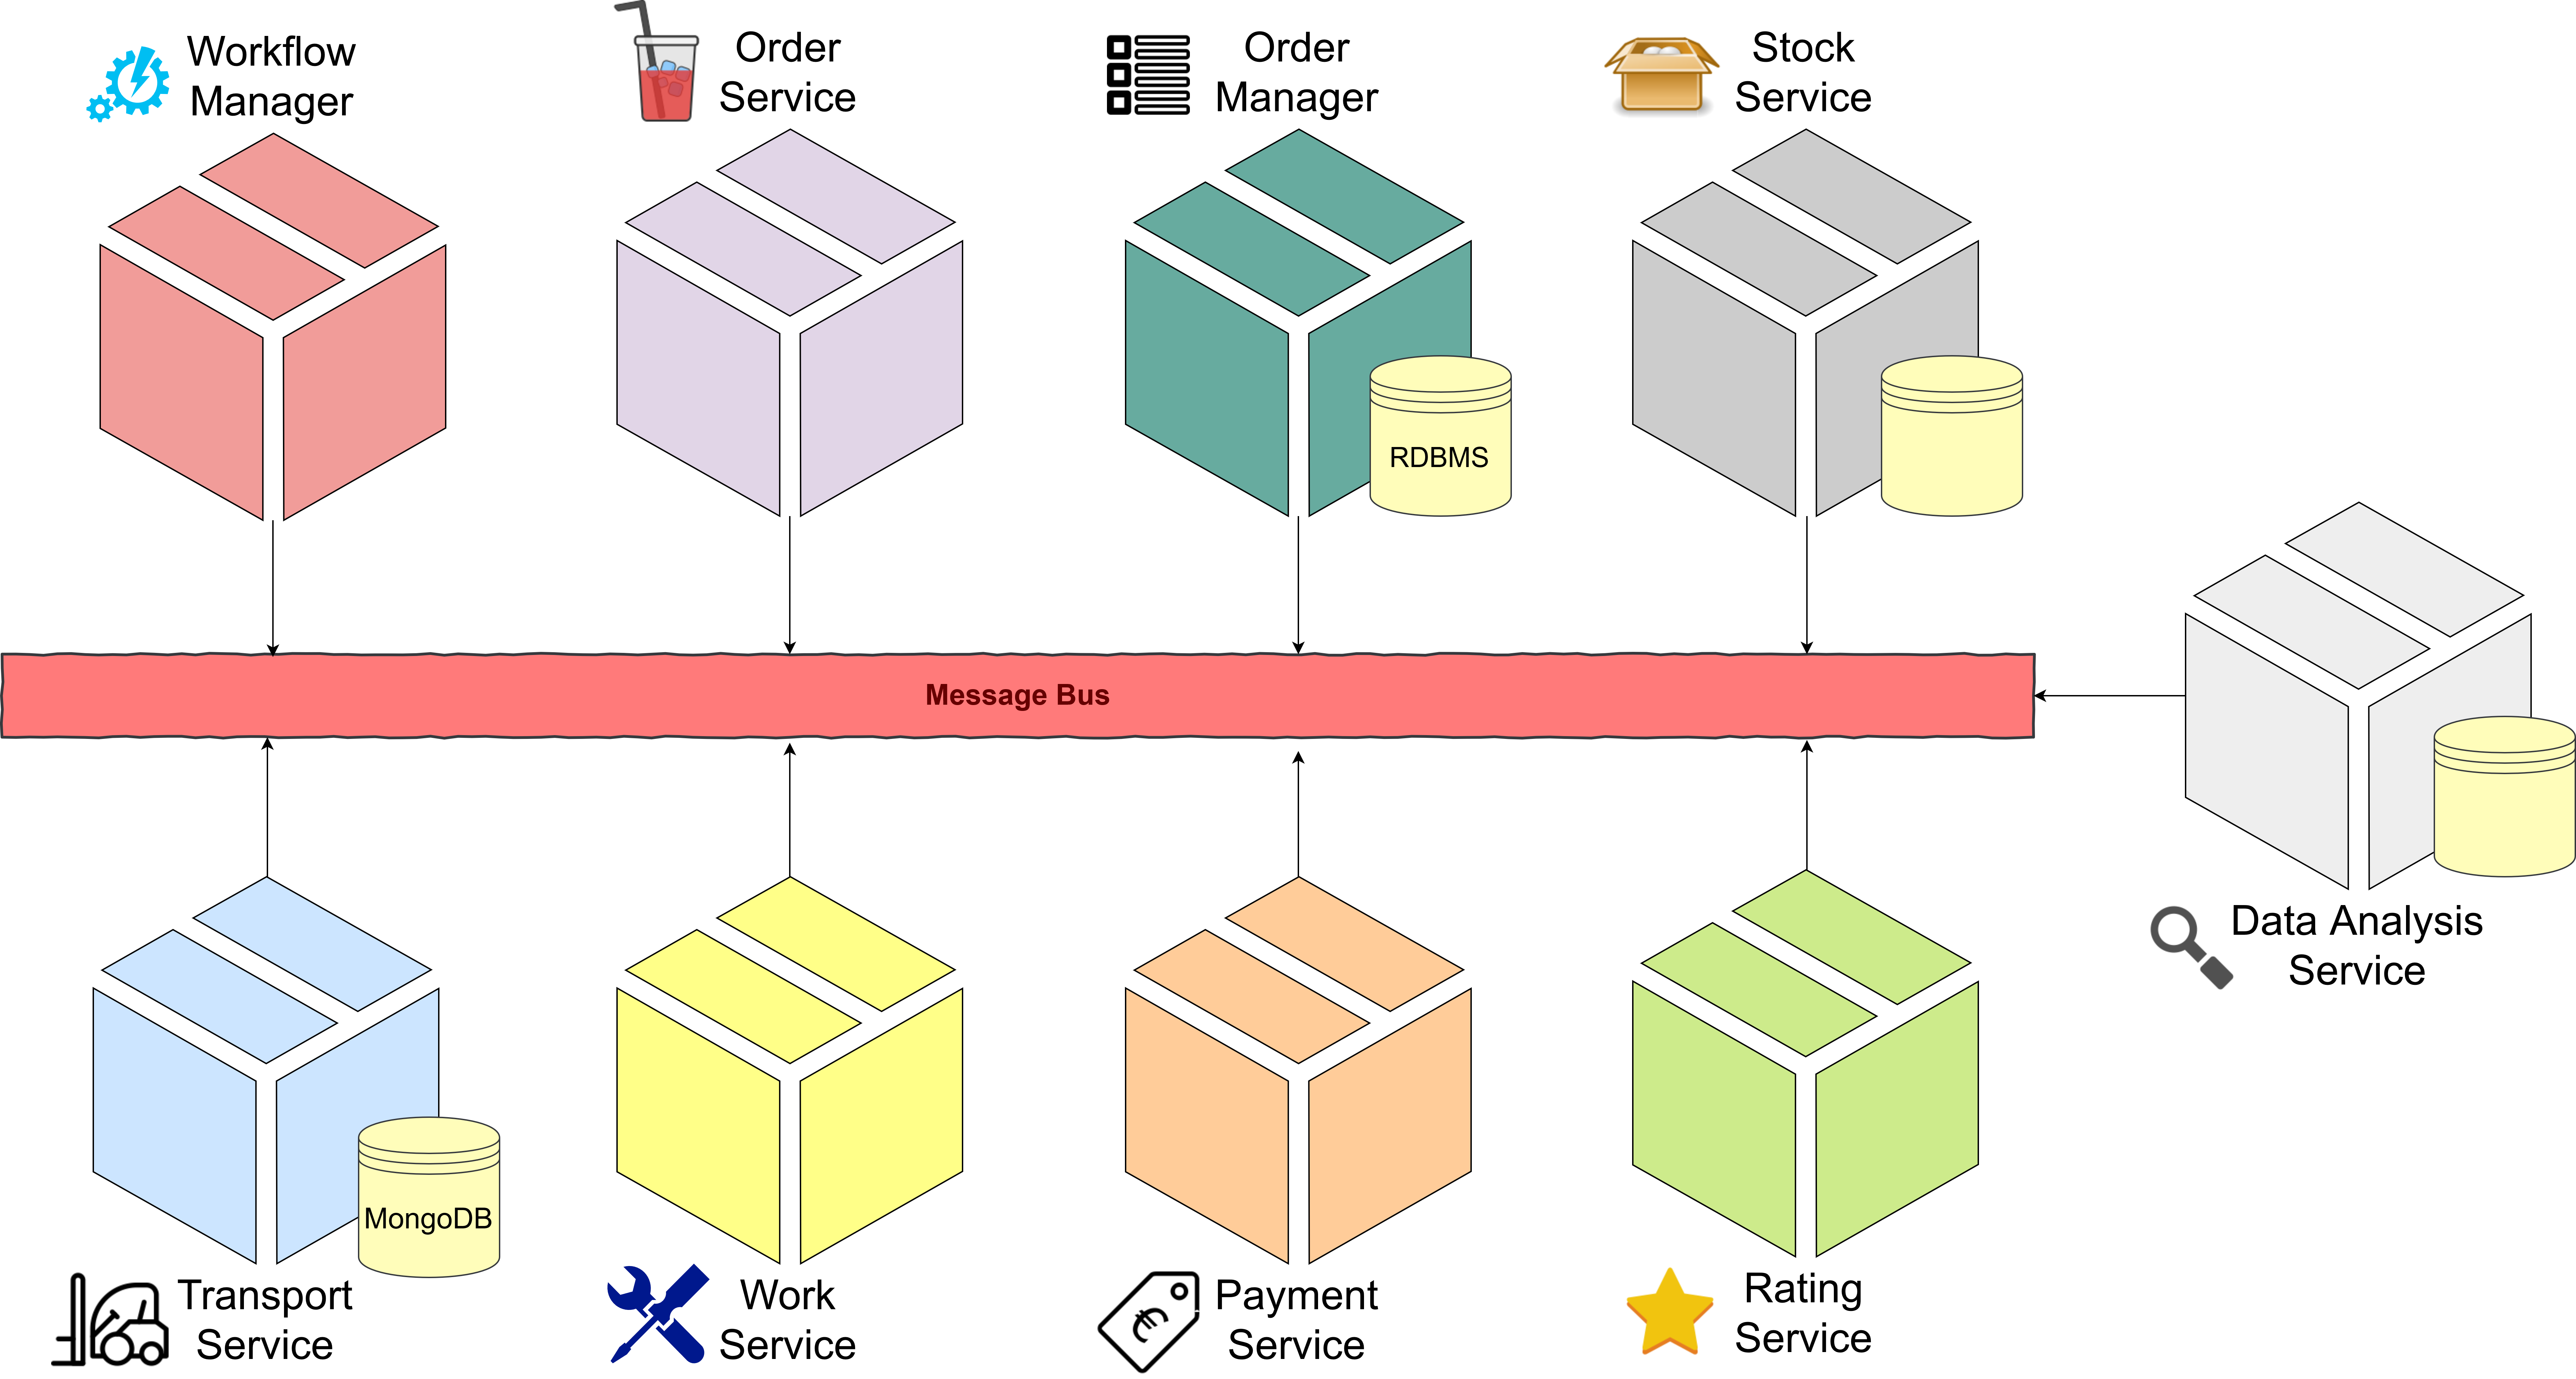 Workflow
Manager
Order
Service
Order
Manager
Stock
Service
RDBMS
Message Bus
MongoDB
Transport
Service
Work
Service
Payment
Service
Rating
Service
Data Analysis
Service